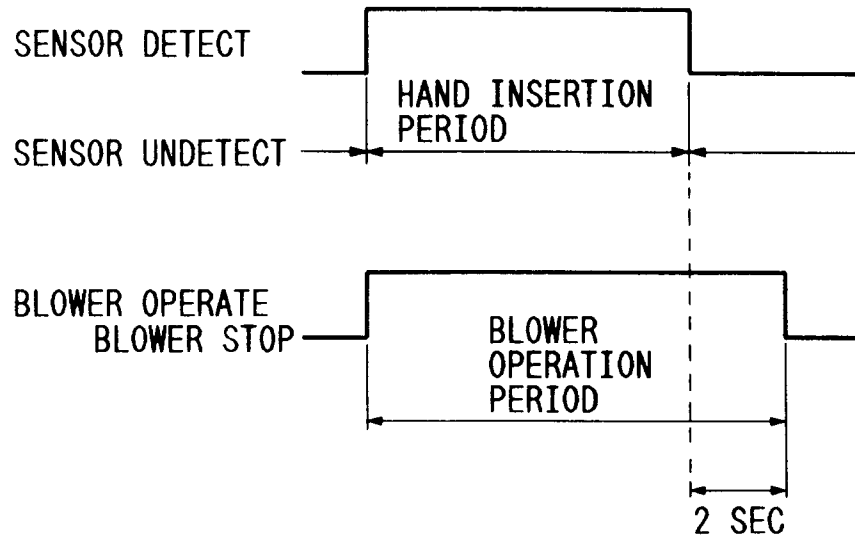 SENSOR DETECT
HAND INSERTION
PERIOD
SENSOR UNDETECT
BLOWER OPERATE
BLOWER STOP
BLOWER
OPERATION
PERIOD
2 SEC